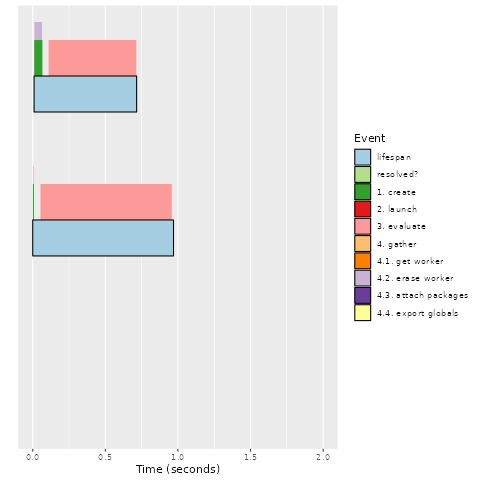 Event
lifespan
resolved?
1. create
2. launch
3. evaluate
4. gather
4.1. get worker
4.2. erase worker
4.3. attach packages
4.4. export globals
0.0 0.5 1.0 1.5 2.0
Time (seconds)